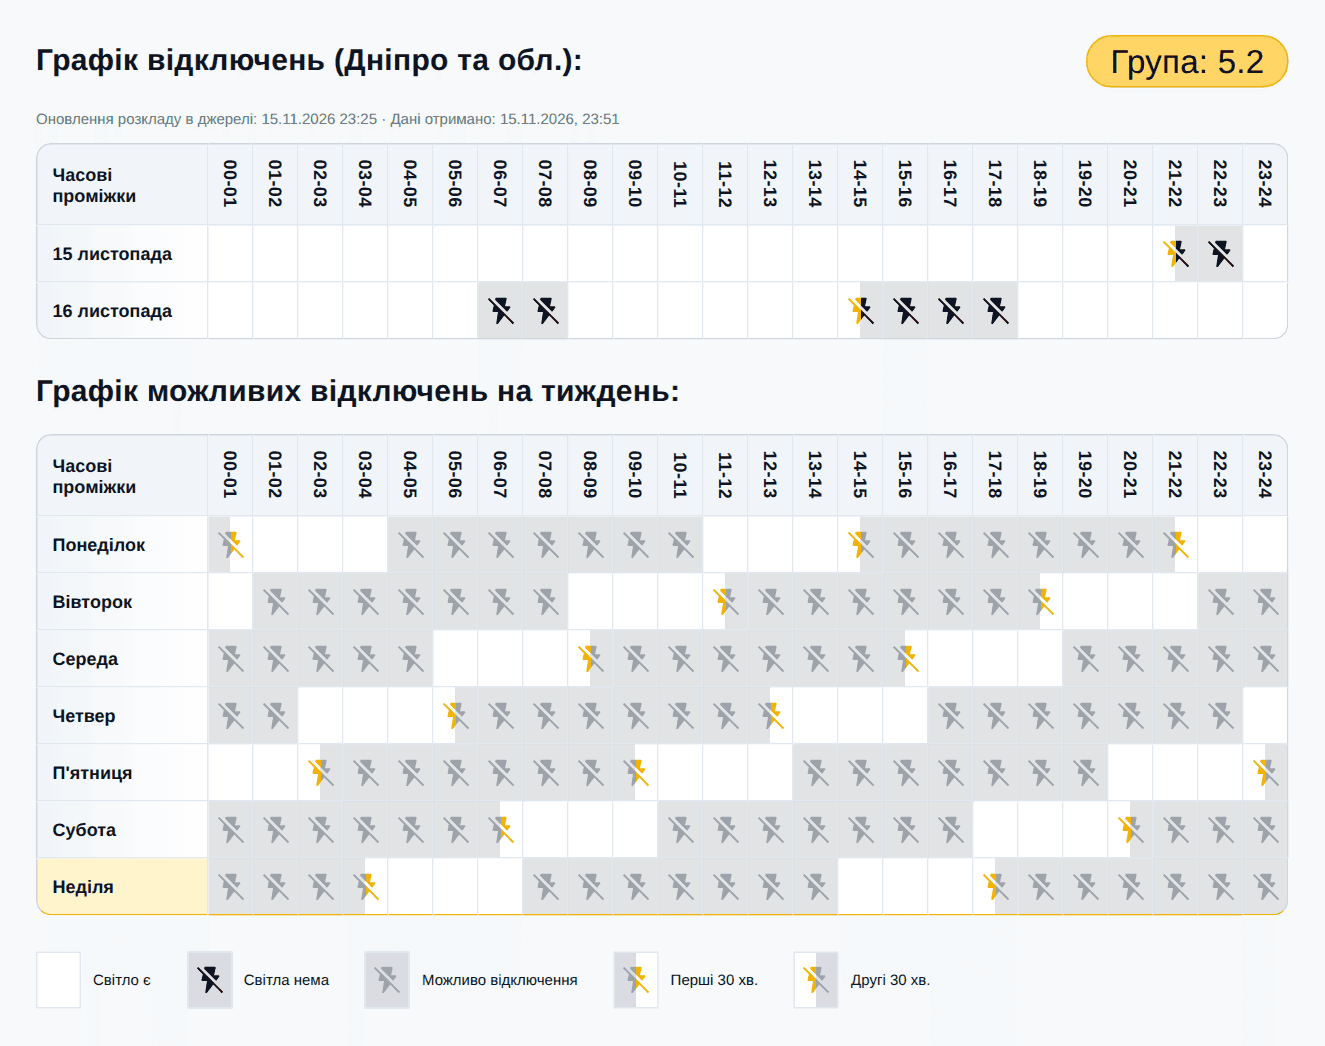 Графік відключень (Дніпро та обл.):
Група: 5.2
Оновлення розкладу в джерелі: 15.11.2026 23:25 · Дані отримано: 15.11.2026, 23:51
Часові проміжки 00-01 01-02 02-03 03-04 04-05 05-06 06-07 07-08 08-09 09-10 10-11 11-12 12-13 13-14 14-15 15-16 16-17 17-18 18-19 19-20 20-21 21-22 22-23 23-24
15 листопада
16 листопада
Графік можливих відключень на тиждень:
Часові проміжки 00-01 01-02 02-03 03-04 04-05 05-06 06-07 07-08 08-09 09-10 10-11 11-12 12-13 13-14 14-15 15-16 16-17 17-18 18-19 19-20 20-21 21-22 22-23 23-24
Понеділок
Вівторок
Середа
Четвер
П'ятниця
Субота
Неділя
Світло є Світла нема Можливо відключення Перші 30 хв. Другі 30 хв.